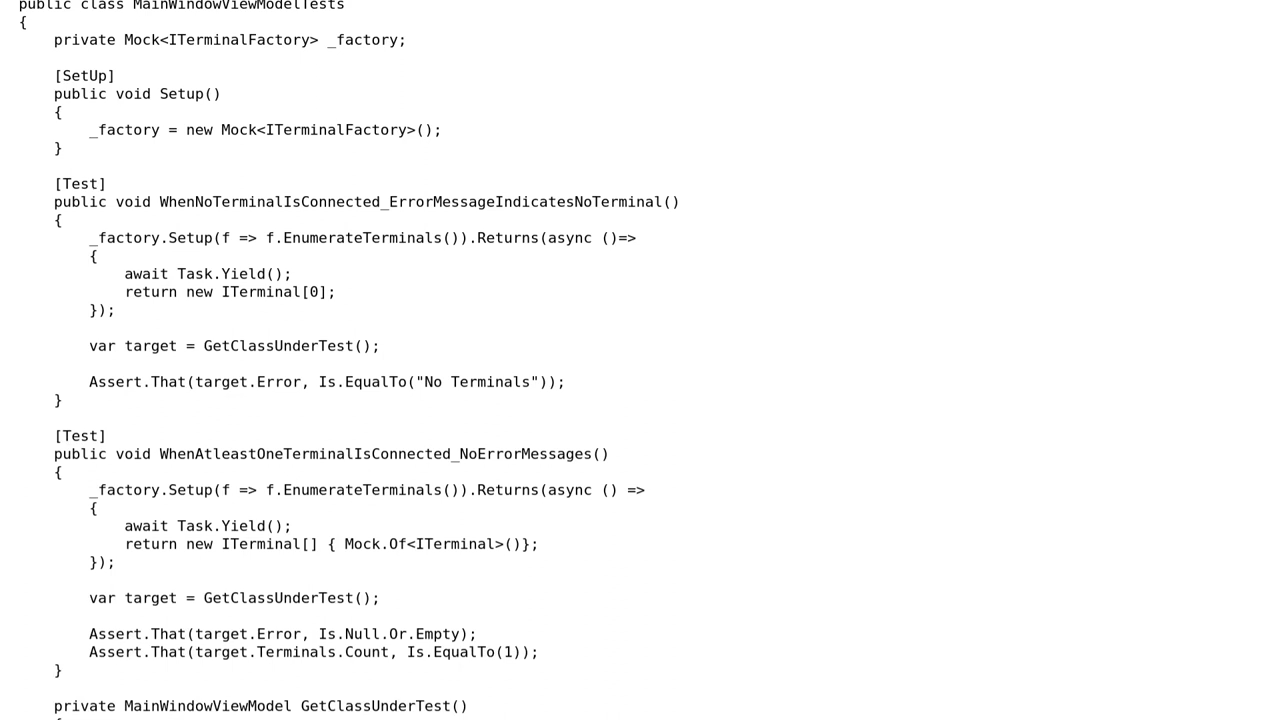 public class MainWindowViewModelTests
{
    private Mock<ITerminalFactory> _factory;

    [SetUp]
    public void Setup()
    {
        _factory = new Mock<ITerminalFactory>();
    }

    [Test]
    public void WhenNoTerminalIsConnected_ErrorMessageIndicatesNoTerminal()
    {
        _factory.Setup(f => f.EnumerateTerminals()).Returns(async ()=>
        {
            await Task.Yield();
            return new ITerminal[0];
        });

        var target = GetClassUnderTest();

        Assert.That(target.Error, Is.EqualTo("No Terminals"));
    }

    [Test]
    public void WhenAtleastOneTerminalIsConnected_NoErrorMessages()
    {
        _factory.Setup(f => f.EnumerateTerminals()).Returns(async () =>
        {
            await Task.Yield();
            return new ITerminal[] { Mock.Of<ITerminal>()};
        });

        var target = GetClassUnderTest();

        Assert.That(target.Error, Is.Null.Or.Empty);
        Assert.That(target.Terminals.Count, Is.EqualTo(1));
    }

    private MainWindowViewModel GetClassUnderTest()
    {